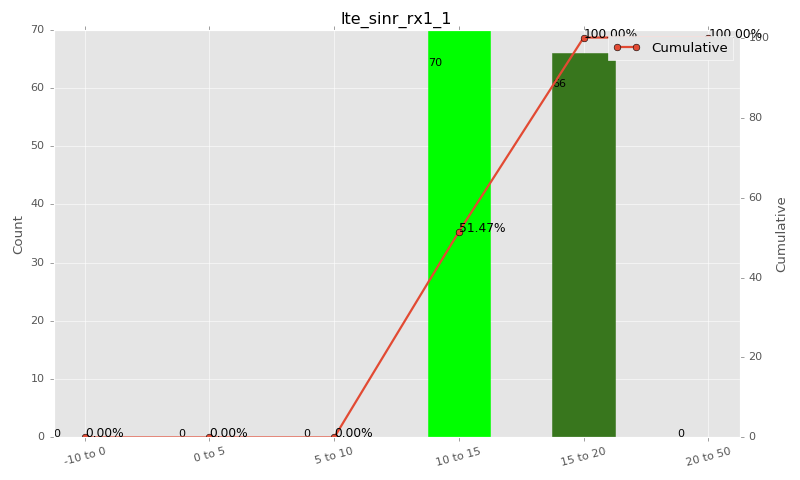 lte_sinr_rx1_1
70
60
50
40
30
20
10
0
Count
100
80
60
40
20
0
Cumulative
Cumulative
0
0
0
70
66
0
0.00%
0.00%
0.00%
51.47%
100.00%
100.00%
-10 to 0
0 to 5
5 to 10
10 to 15
15 to 20
20 to 50